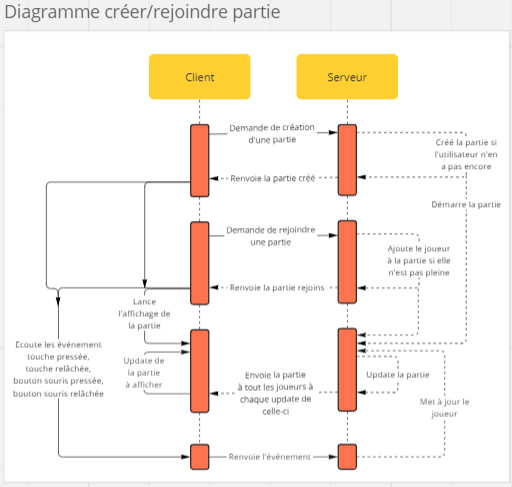 Diagramme créer/rejoindre partie
Client
Serveur
Demande de création
d'une partie
Créé la partie si
l'utilisateur n'en
a pas encore
Renvoie la partie créé
Démarre la partie
Demande de rejoindre
une partie
Ajoute le joueur
à la partie si elle
n'est pas pleine
Renvoie la partie rejoins
Lance
l'affichage de
la partie
Ecoute les événement
touche pressée,
touche relâchée,
bouton souris pressée,
bouton souris relâchée
Update de
la partie
à afficher
Envoie la partie
à tout les joueurs à
chaque update de
celle-ci
Update la partie
Met à jour le
joueur
Renvoie l'événement